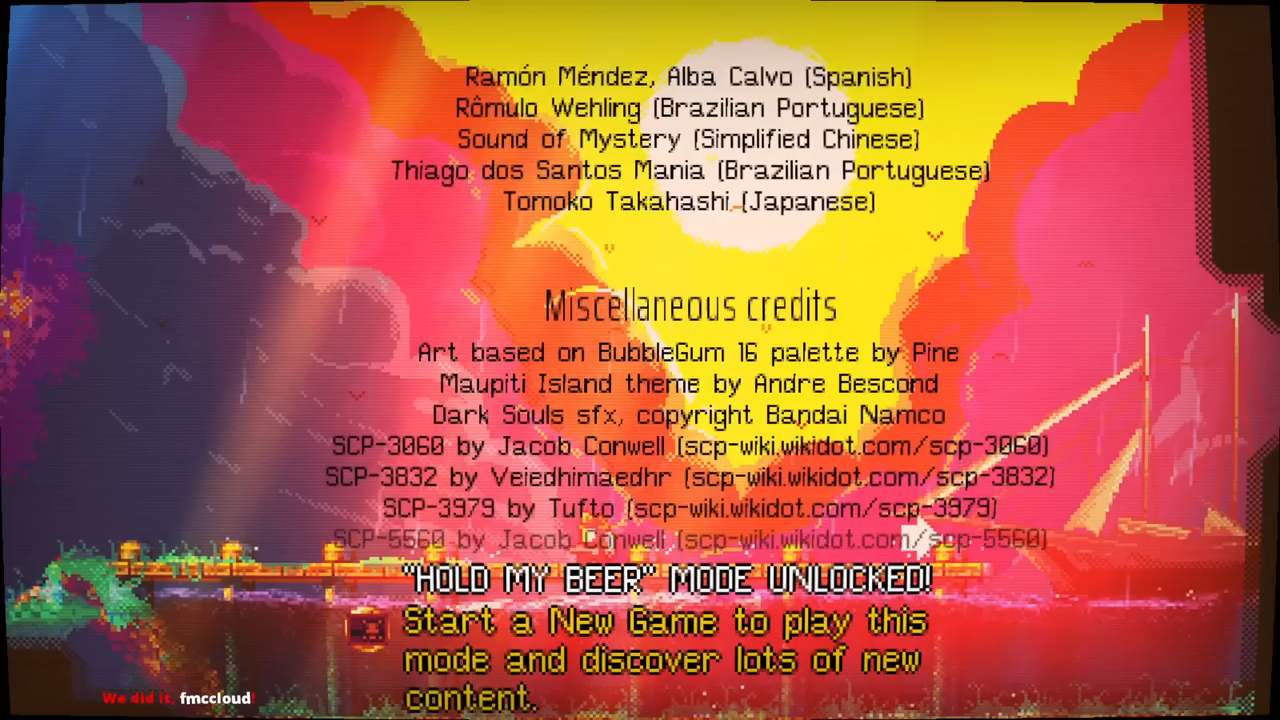 Ramón Méndez, Alba Calvo (Spanish)
Rômulo Wehling (Brazilian Portuguese)
Sound of Mystery (Simplified Chinese)
Thiago dos Santos Mania (Brazilian Portuguese)
Tomoko Takahashi (Japanese)
Miscellaneous credits
Art based on BubbleGum 16 palette by Pine
Maupiti Island theme by Andre Bescond
Dark Souls sfx, copyright Bandai Namco
SCP-3060 by Jacob Conwell (scp-wiki.wikidot.com/scp-3060)
SCP-3832 by Veiedhimaedhr (scp-wiki.wikidot.com/scp-3832)
SCP-3979 by Tufto (scp-wiki.wikidot.com/scp-3979)
SCP-5560 by Jacob Conwell (scp-wiki.wikidot.com/scp-5560)
"HOLD MY BEER" MODE UNLOCKED!
Start a New Game to play this
mode and discover lots of new
content.
We did it, fmccloud!